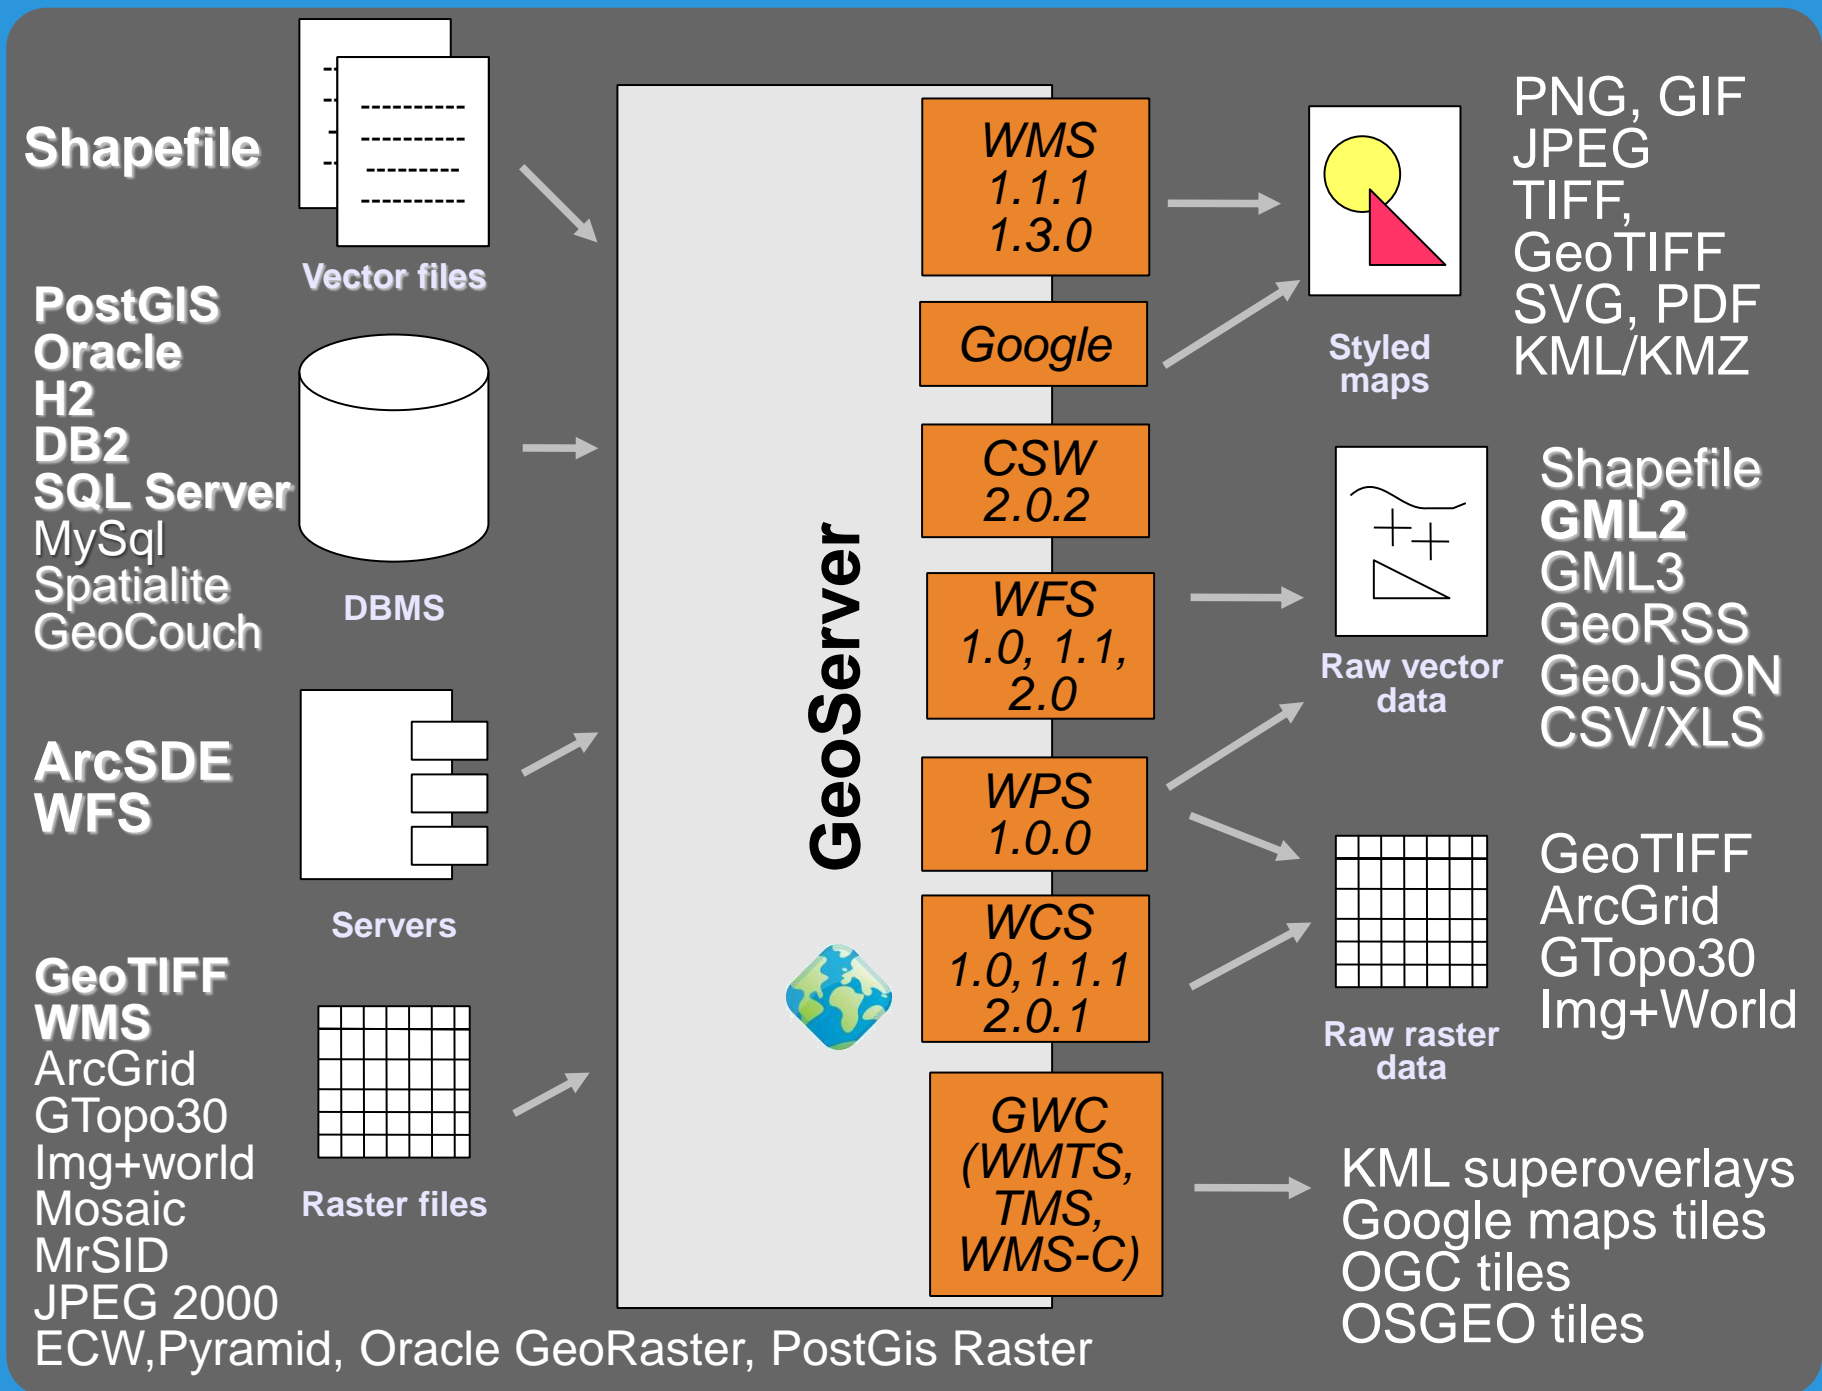 Shapefile
Vector files
PostGIS
Oracle
H2
DB2
SQL Server
MySql
Spatialite
GeoCouch
DBMS
ArcSDE
WFS
Servers
GeoTIFF
WMS
ArcGrid
GTopo30
Img+world
Mosaic
MrSID
JPEG 2000
ECW,Pyramid, Oracle GeoRaster, PostGis Raster
Raster files
GeoServer
WMS
1.1.1
1.3.0
Google
CSW
2.0.2
WFS
1.0, 1.1,
2.0
WPS
1.0.0
WCS
1.0,1.1.1
2.0.1
GWC
(WMTS,
TMS,
WMS-C)
Styled
maps
PNG, GIF
JPEG
TIFF,
GeoTIFF
SVG, PDF
KML/KMZ
Raw vector
data
Shapefile
GML2
GML3
GeoRSS
GeoJSON
CSV/XLS
Raw raster
data
GeoTIFF
ArcGrid
GTopo30
Img+World
KML superoverlays
Google maps tiles
OGC tiles
OSGEO tiles